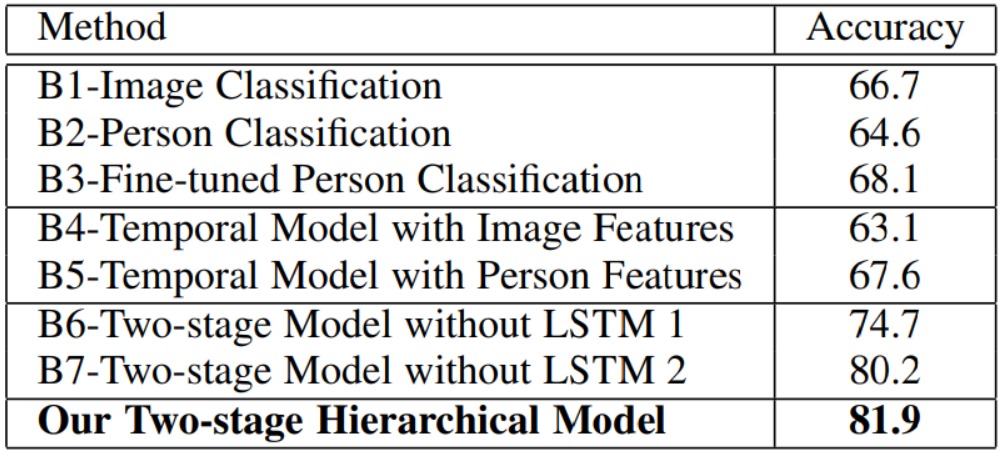 Method Accuracy
B1-Image Classification 66.7
B2-Person Classification 64.6
B3-Fine-tuned Person Classification 68.1
B4-Temporal Model with Image Features 63.1
B5-Temporal Model with Person Features 67.6
B6-Two-stage Model without LSTM 1 74.7
B7-Two-stage Model without LSTM 2 80.2
Our Two-stage Hierarchical Model 81.9